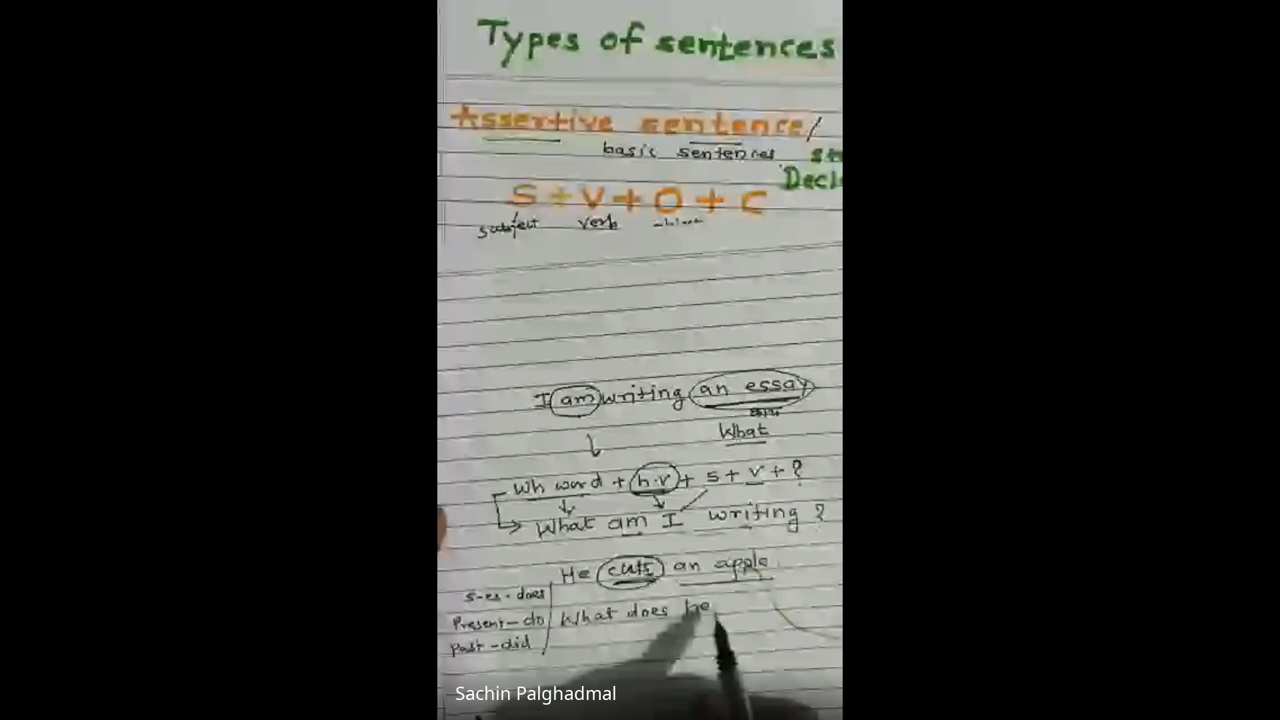 Types of sentences
Assertive sentence/
basic sentences
Decl
S + V + O + C
subject verb
I am writing an essay
What
Wh word + h.v + s + v + ?
What am I writing ?
He cuts an apple
s-es-does
Present-do What does he
Past-did
Sachin Palghadmal